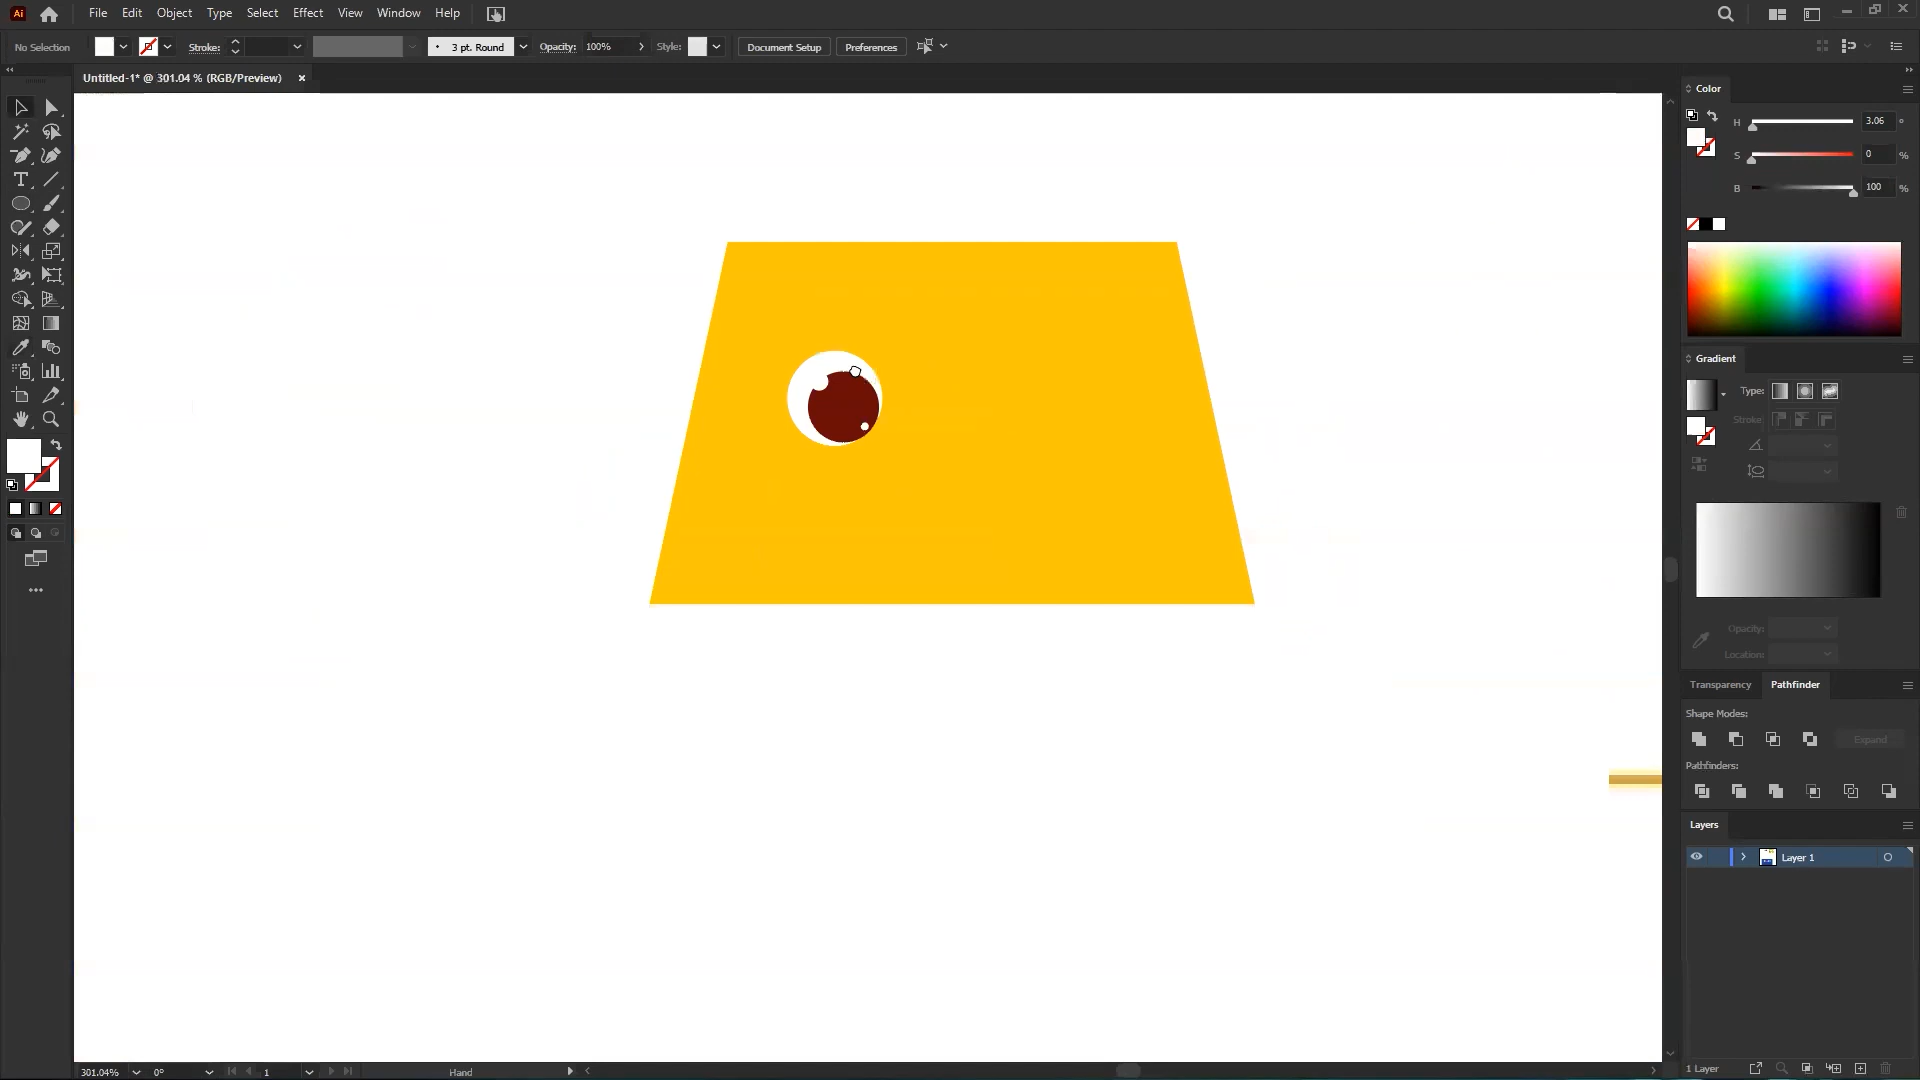 Ai File Edit Object Type Select Effect View Window Help
No Selection Stroke: 3 pt. Round Opacity: 100% Style: Document Setup Preferences
Untitled-1* @ 301.04 % (RGB/Preview)
Color
H 3.06 °
S 0 %
B 100 %
Gradient
Type:
Stroke:
Opacity:
Location:
Transparency Pathfinder
Shape Modes:
Expand
Pathfinders:
Layers
Layer 1
1 Layer
301.04% 0° 1 Hand